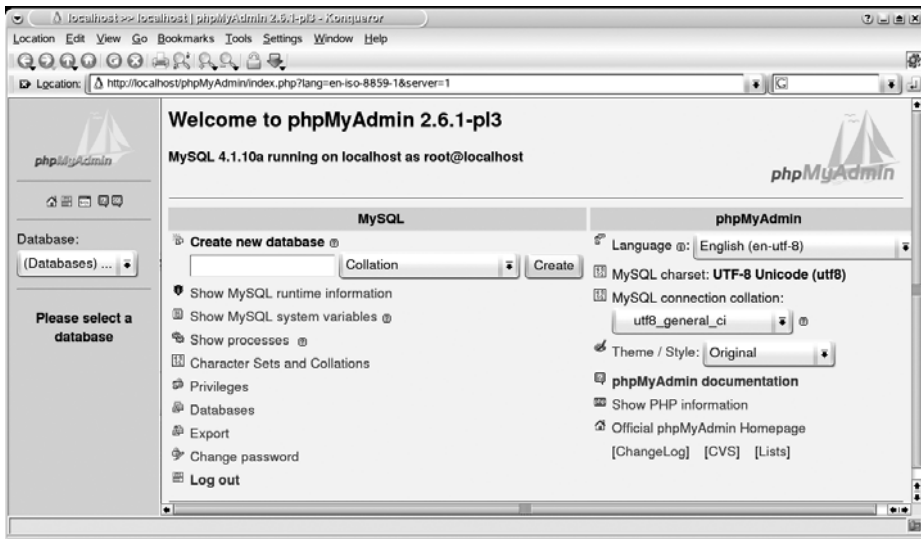 localhost >> localhost | phpMyAdmin 2.6.1-pl3 - Konqueror
Location Edit View Go Bookmarks Tools Settings Window Help
Location: http://localhost/phpMyAdmin/index.php?lang=en-iso-8859-1&server=1
phpMyAdmin
Database:
(Databases) ...
Please select a
database
Welcome to phpMyAdmin 2.6.1-pl3
MySQL 4.1.10a running on localhost as root@localhost
phpMyAdmin
MySQL
Create new database
Collation Create
Show MySQL runtime information
Show MySQL system variables
Show processes
Character Sets and Collations
Privileges
Databases
Export
Change password
Log out
phpMyAdmin
Language : English (en-utf-8)
MySQL charset: UTF-8 Unicode (utf8)
MySQL connection collation:
utf8_general_ci
Theme / Style: Original
phpMyAdmin documentation
Show PHP information
Official phpMyAdmin Homepage
[ChangeLog] [CVS] [Lists]